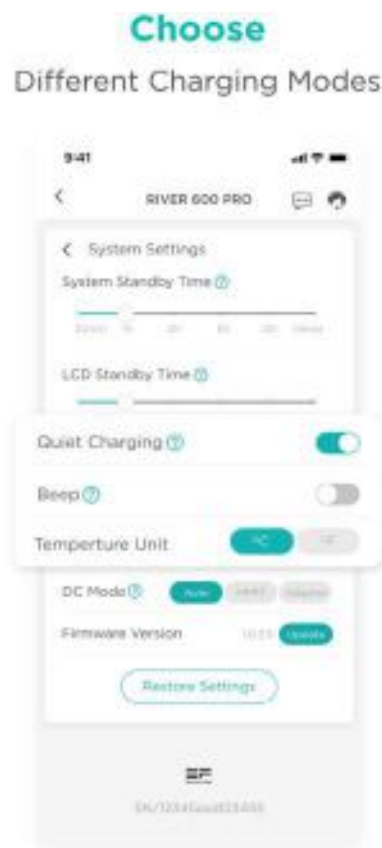 Choose
Different Charging Modes
9:41
RIVER 600 PRO
System Settings
System Standby Time
LCD Standby Time
Quiet Charging
Beep
Temperture Unit °C °F
DC Mode Auto
Firmware Version Update
Restore Settings